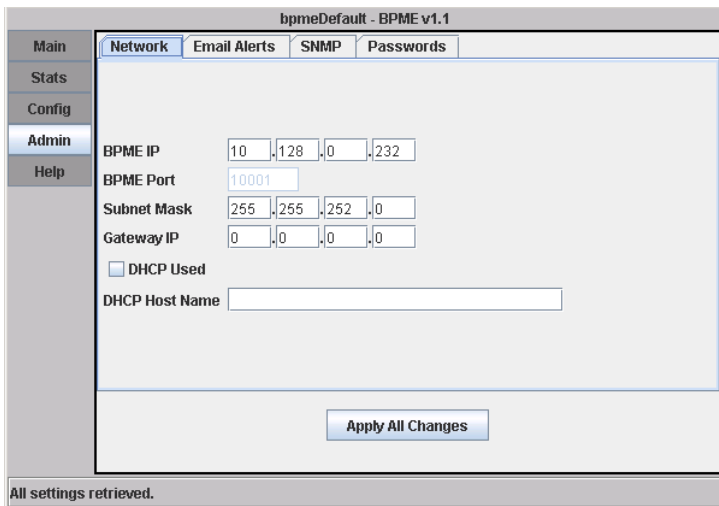 bpmeDefault - BPME v1.1
Main
Stats
Config
Admin
Help
Network Email Alerts SNMP Passwords
BPME IP 10 . 128 . 0 . 232
BPME Port 10001
Subnet Mask 255 . 255 . 252 . 0
Gateway IP 0 . 0 . 0 . 0
DHCP Used
DHCP Host Name
Apply All Changes
All settings retrieved.